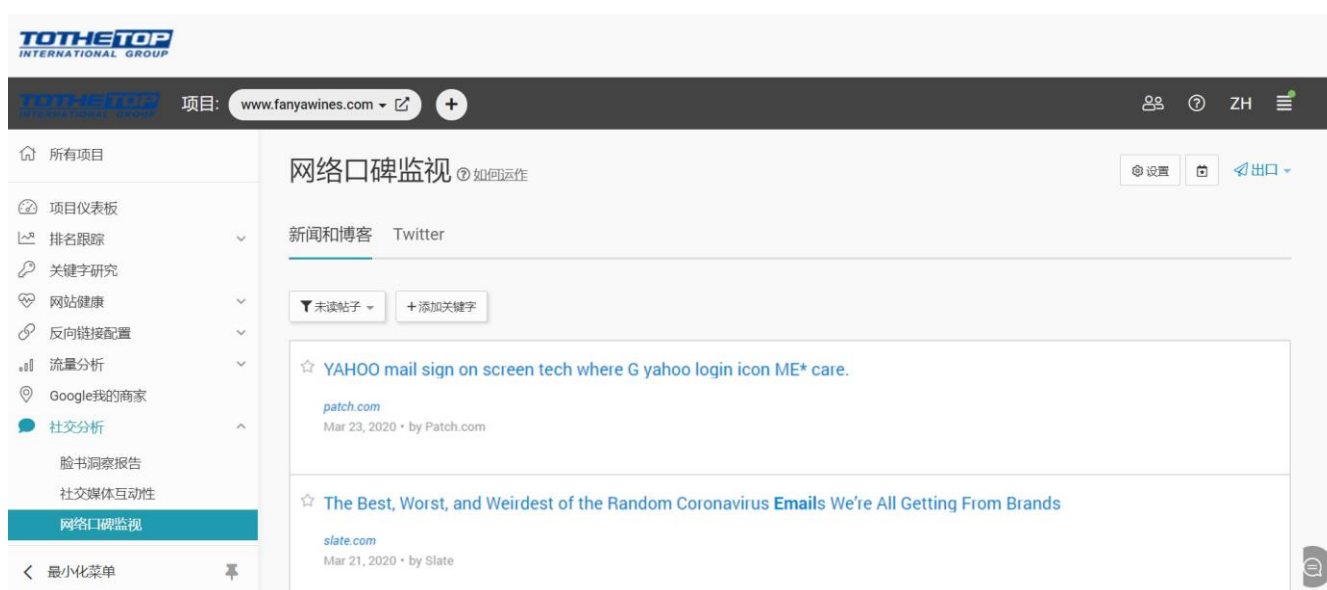 TOTHETOP
INTERNATIONAL GROUP
TOTHETOP
INTERNATIONAL GROUP
项目: www.fanyawines.com
ZH
所有项目
项目仪表板
排名跟踪
关键字研究
网站健康
反向链接配置
流量分析
Google我的商家
社交分析
脸书洞察报告
社交媒体互动性
网络口碑监视
最小化菜单
网络口碑监视 如何运作
设置 出口
新闻和博客 Twitter
未读帖子 +添加关键字
YAHOO mail sign on screen tech where G yahoo login icon ME* care.
patch.com
Mar 23, 2020 • by Patch.com
The Best, Worst, and Weirdest of the Random Coronavirus Emails We’re All Getting From Brands
slate.com
Mar 21, 2020 • by Slate